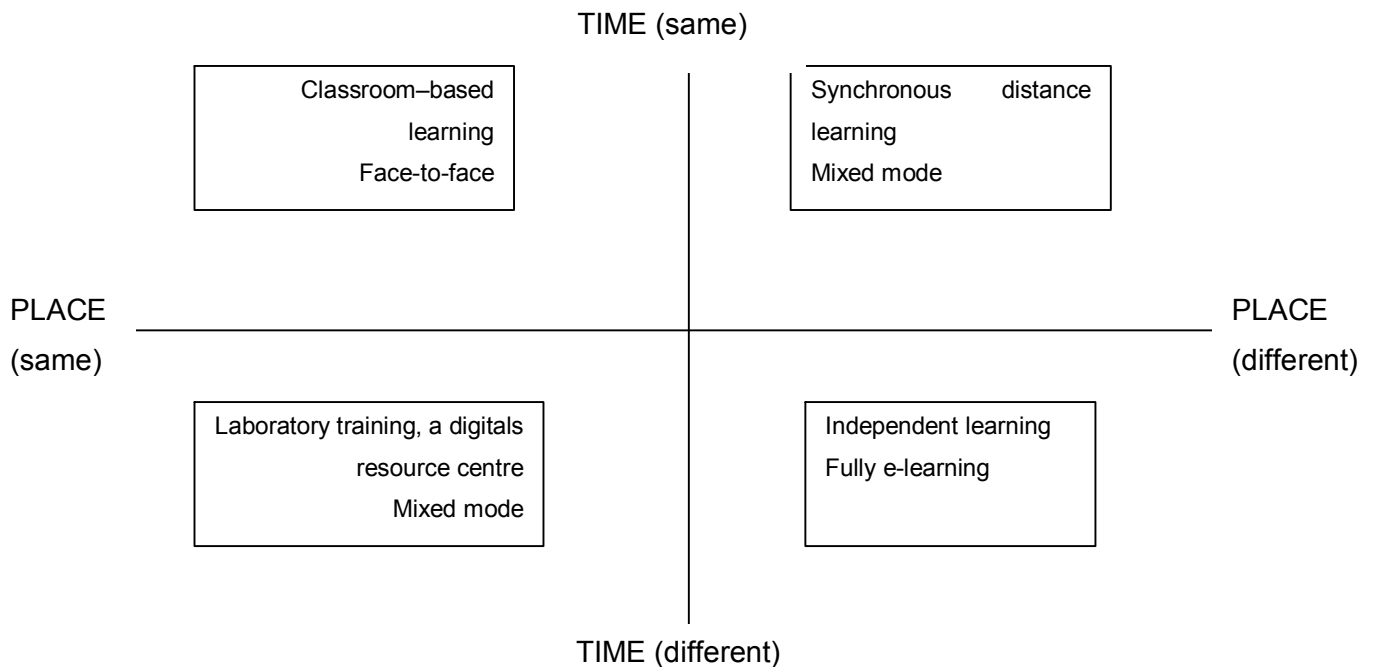 TIME (same)
Classroom–based
learning
Face-to-face
Synchronous distance
learning
Mixed mode
PLACE
(same)
PLACE
(different)
Laboratory training, a digitals
resource centre
Mixed mode
Independent learning
Fully e-learning
TIME (different)